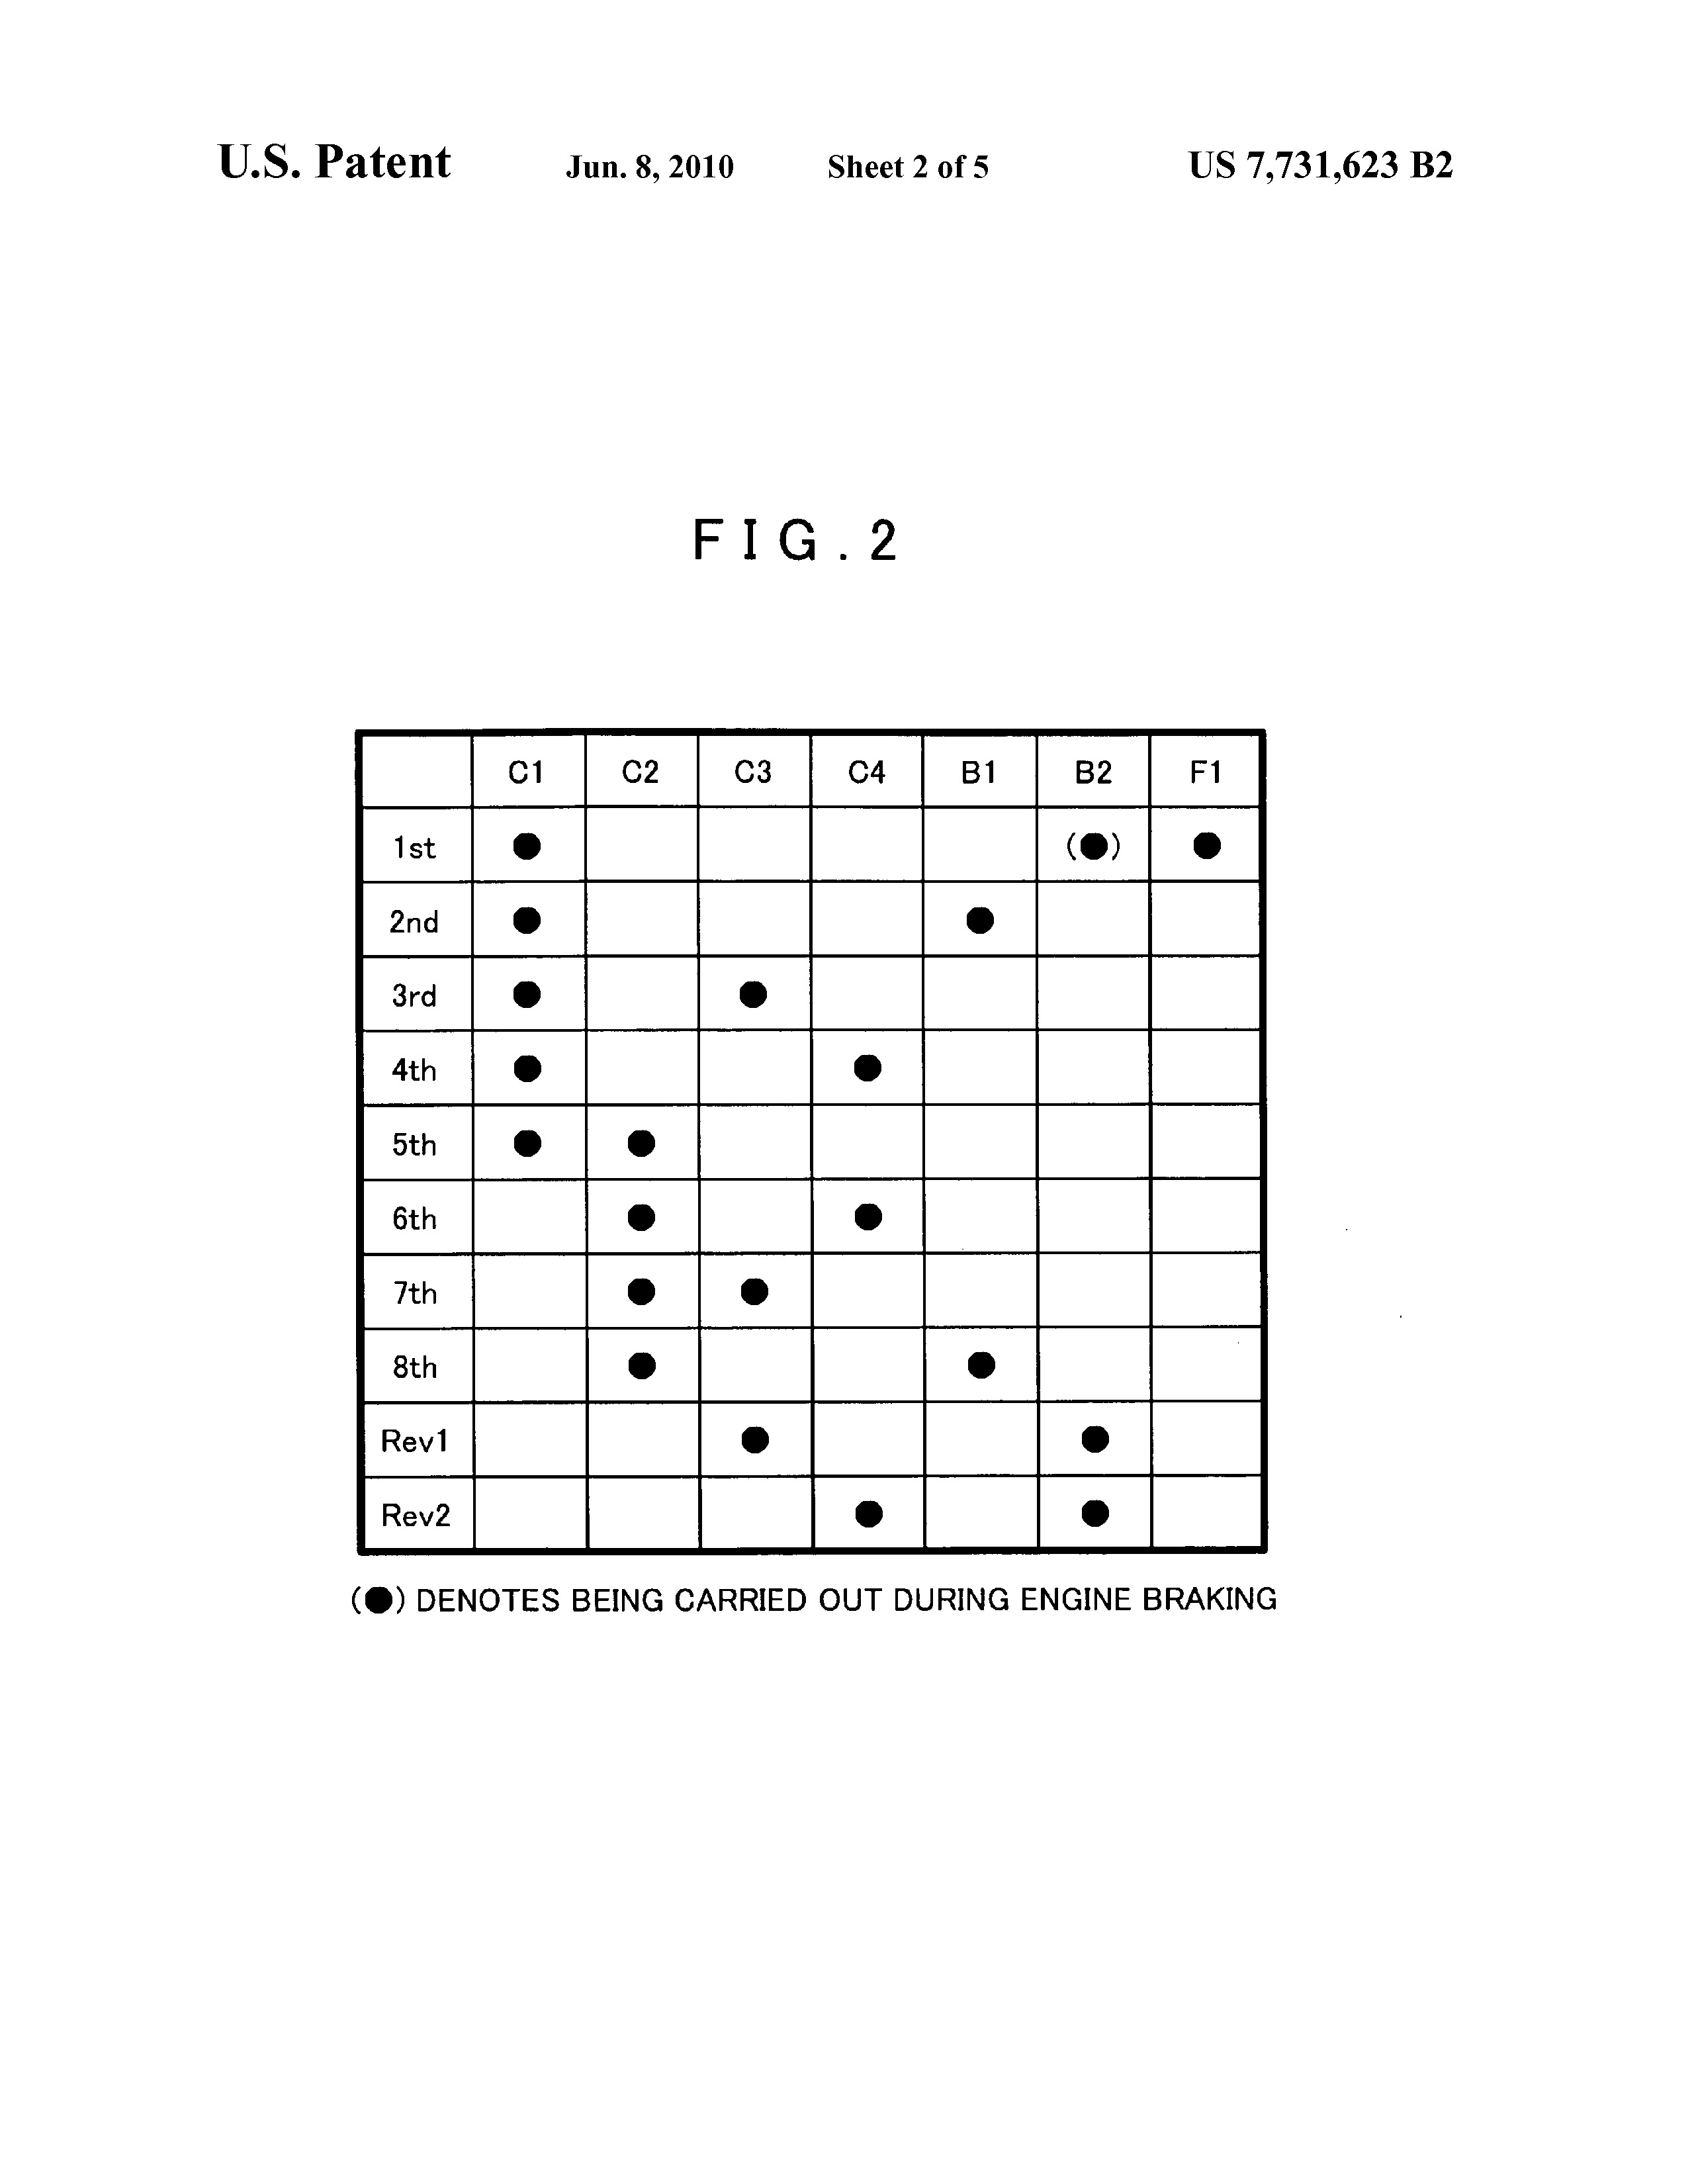 U.S. Patent Jun. 8, 2010 Sheet 2 of 5 US 7,731,623 B2
FIG.2
C1 C2 C3 C4 B1 B2 F1
1st ● (●) ●
2nd ● ●
3rd ● ●
4th ● ●
5th ● ●
6th ● ●
7th ● ●
8th ● ●
Rev1 ● ●
Rev2 ● ●
(●) DENOTES BEING CARRIED OUT DURING ENGINE BRAKING